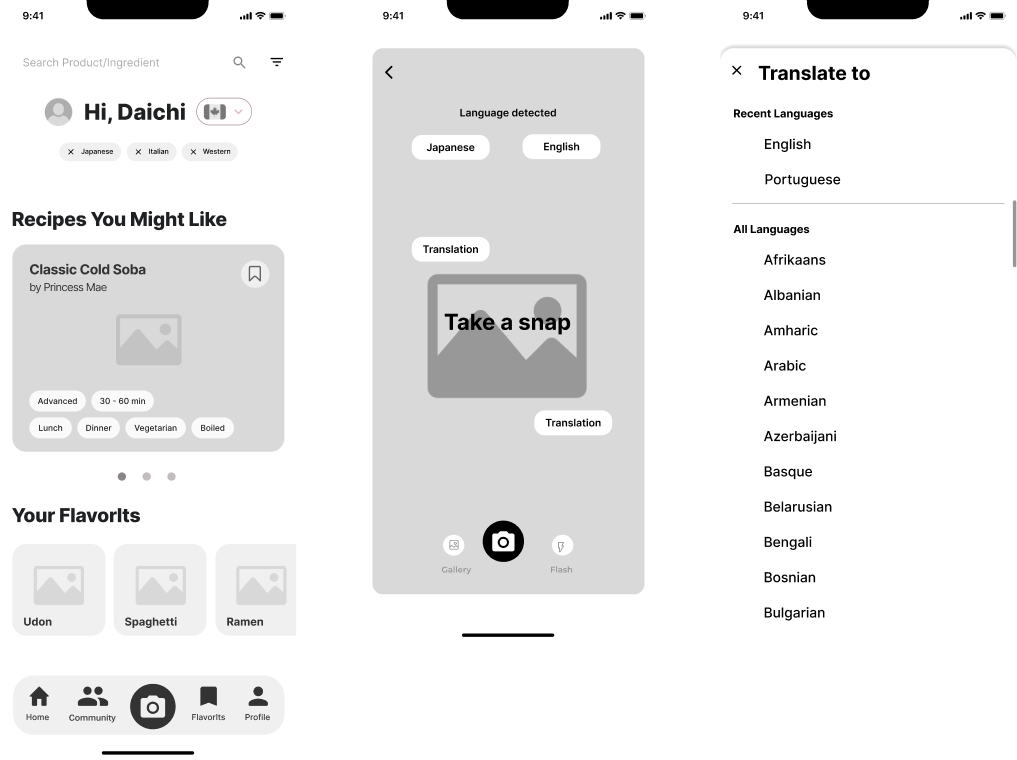 9:41
Search Product/Ingredient
Hi, Daichi
Japanese
Italian
Western
Recipes You Might Like
Classic Cold Soba
by Princess Mae
Advanced
30 - 60 min
Lunch
Dinner
Vegetarian
Boiled
Your FlavorIts
Udon
Spaghetti
Ramen
Home
Community
FlavorIts
Profile
9:41
Language detected
Japanese
English
Translation
Take a snap
Translation
Gallery
Flash
9:41
Translate to
Recent Languages
English
Portuguese
All Languages
Afrikaans
Albanian
Amharic
Arabic
Armenian
Azerbaijani
Basque
Belarusian
Bengali
Bosnian
Bulgarian